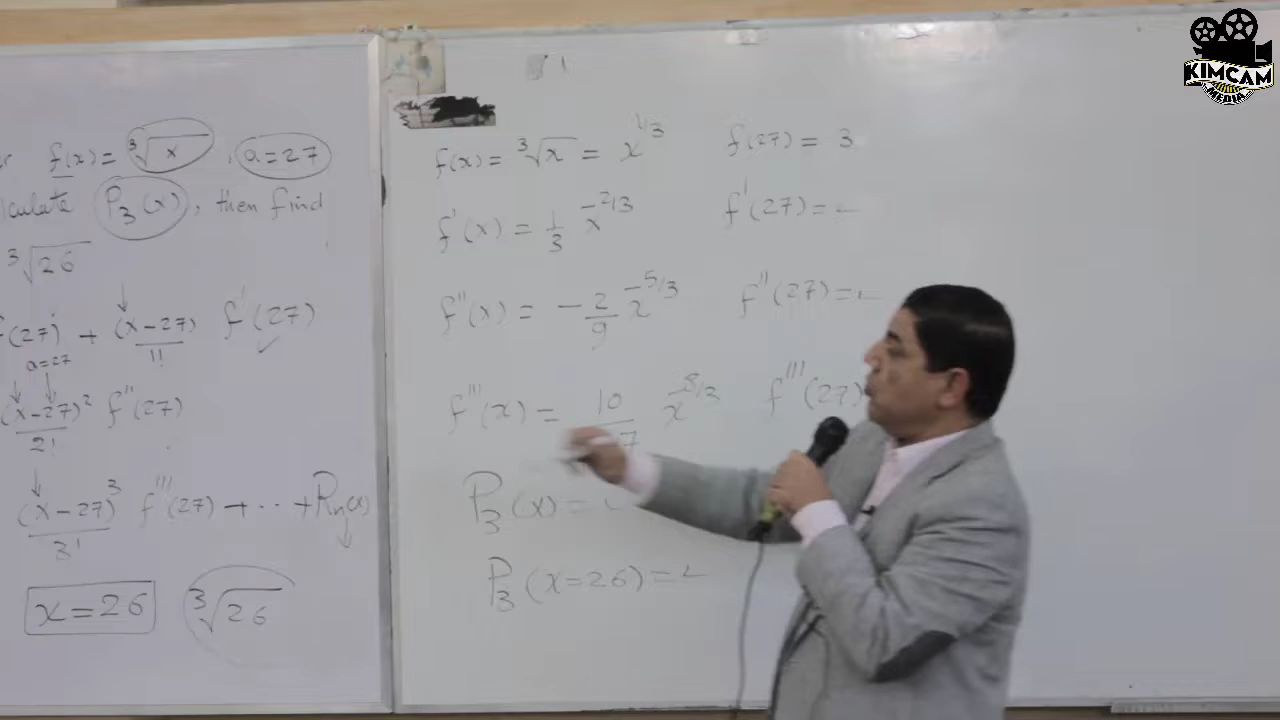 f(x) = ∛x , a = 27
P₃(x), then find
∛26
f(27) + (x-27)/1! f'(27)
a=27
(x-27)²/2! f''(27)
(x-27)³/3! f'''(27) + ... + Rn(x)
x = 26 ∛26
f(x) = ∛x = x^1/3 f(27) = 3
f'(x) = 1/3 x^-2/3 f'(27) =
f''(x) = -2/9 x^-5/3 f''(27) =
f'''(x) = 10/ 7 x^-8/3 f'''(27)
P₃(x) =
P₃(x=26) =
KIMCAM
MEDIA